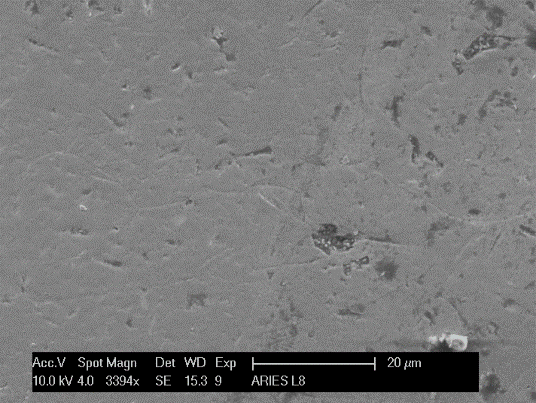 Acc.V Spot Magn Det WD Exp 20 μm
10.0 kV 4.0 3394x SE 15.3 9 ARIES L8